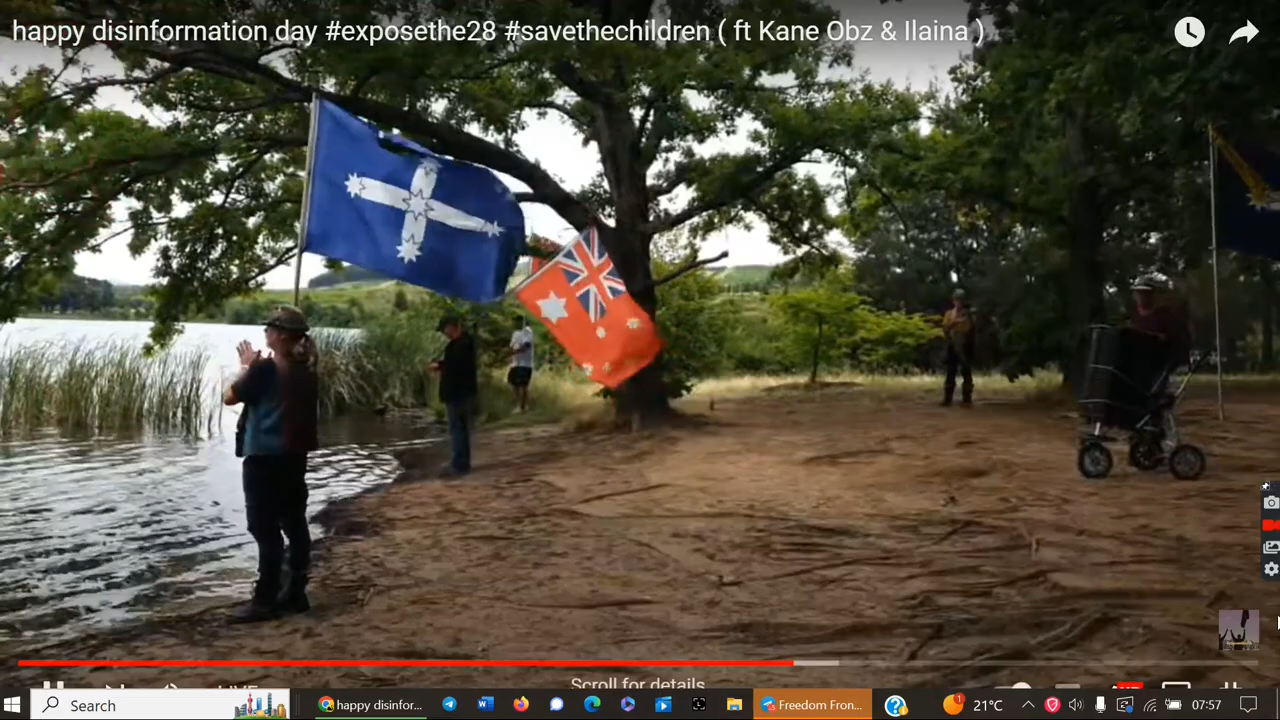 happy disinformation day #exposethe28 #savethechildren ( ft Kane Obz & Ilaina )
Scroll for details
Search
happy disinfor...
Freedom Fron...
1
21°C
07:57